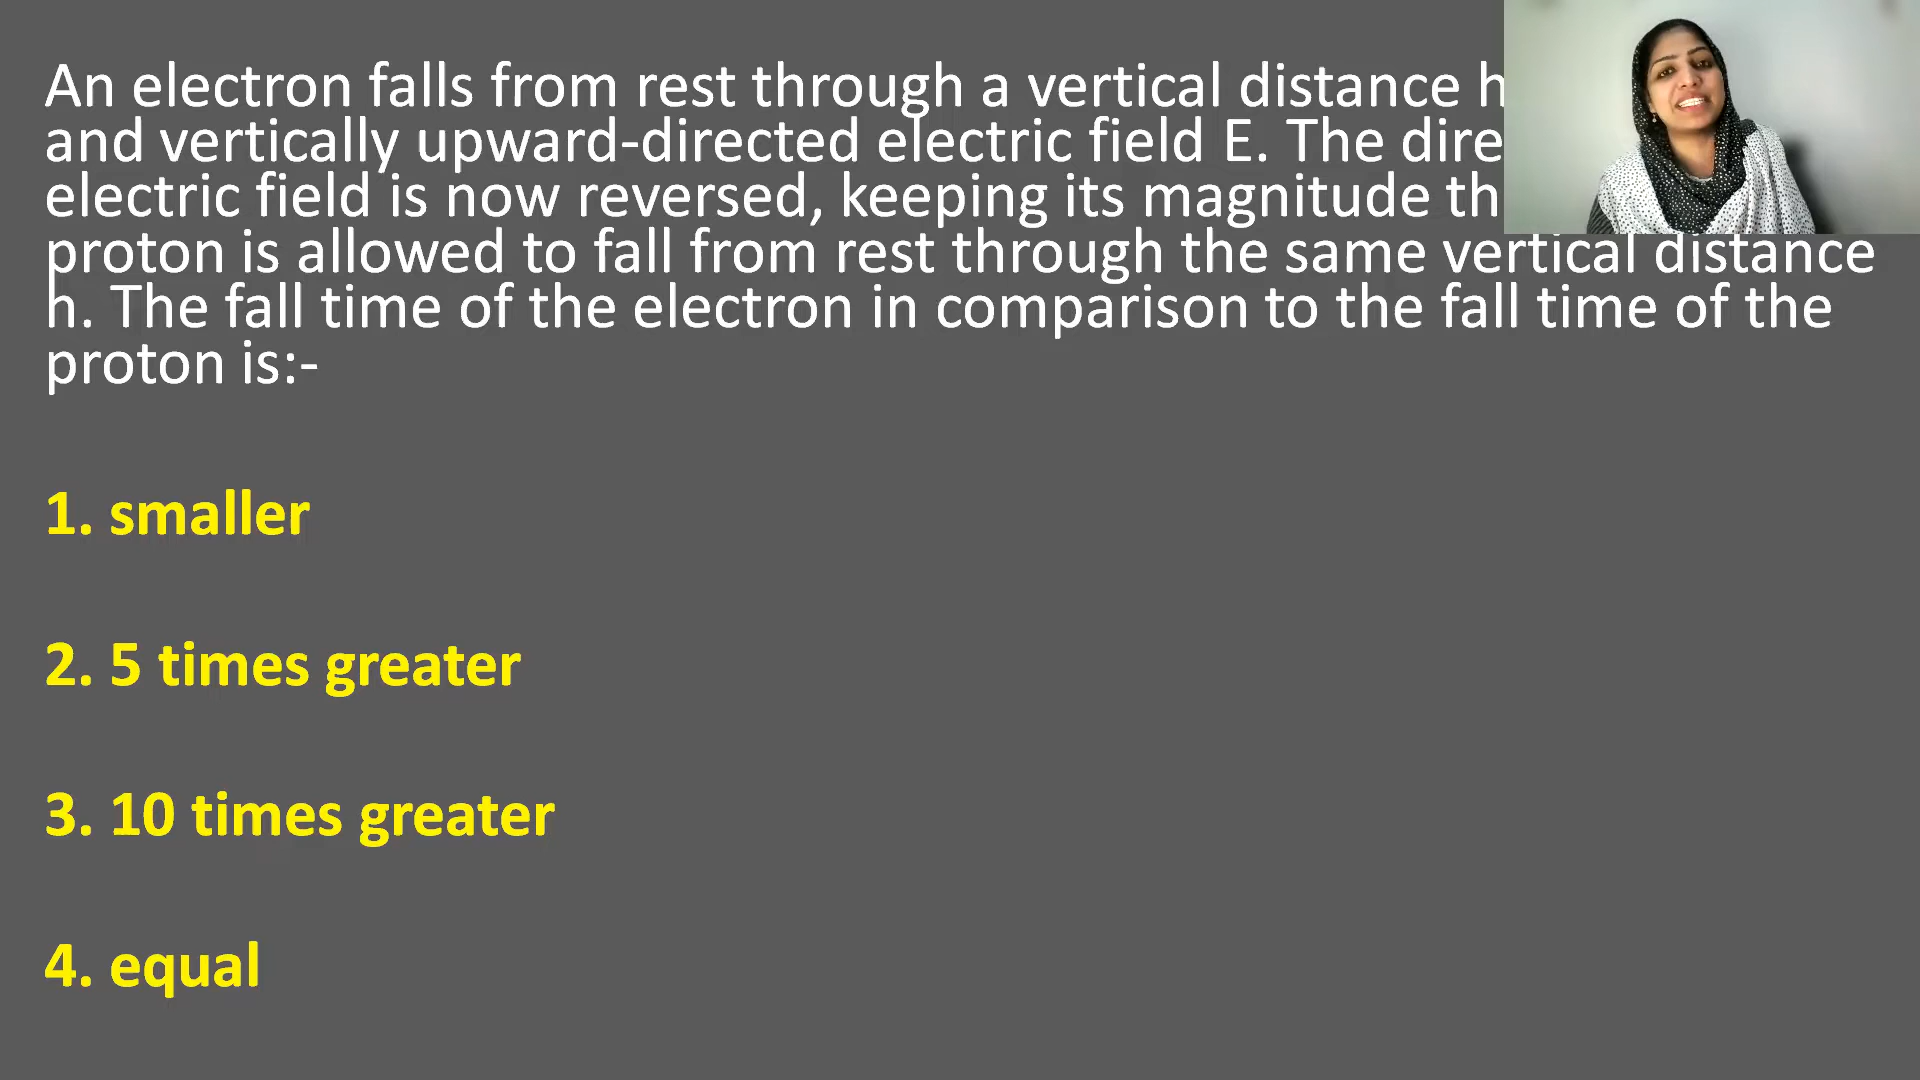 An electron falls from rest through a vertical distance h
and vertically upward-directed electric field E. The dire
electric field is now reversed, keeping its magnitude th
proton is allowed to fall from rest through the same vertical distance
h. The fall time of the electron in comparison to the fall time of the
proton is:-
1. smaller
2. 5 times greater
3. 10 times greater
4. equal